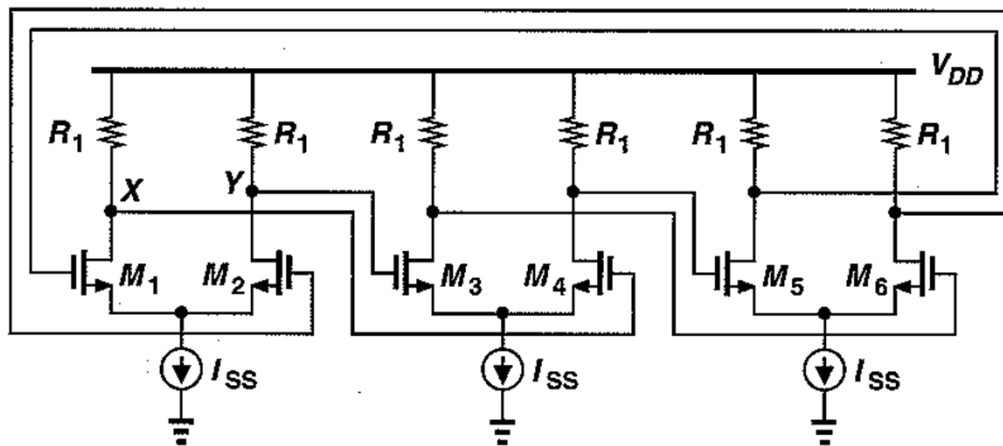 V_DD
R_1 R_1 R_1 R_1 R_1 R_1
X Y
M_1 M_2 M_3 M_4 M_5 M_6
I_SS I_SS I_SS